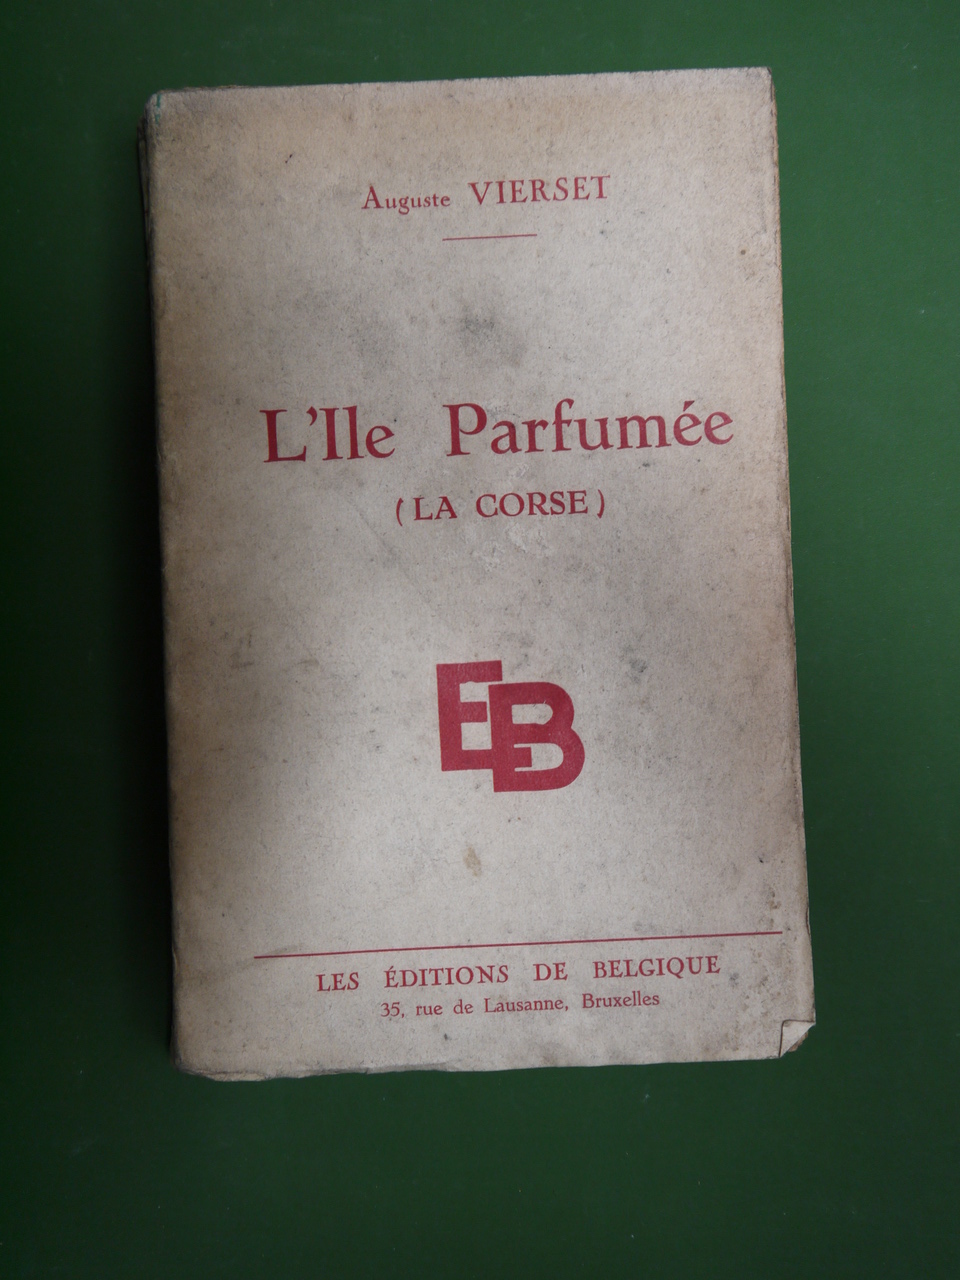 Auguste VIERSET
L'Ile Parfumée
(LA CORSE)
EB
LES ÉDITIONS DE BELGIQUE
35, rue de Lausanne, Bruxelles